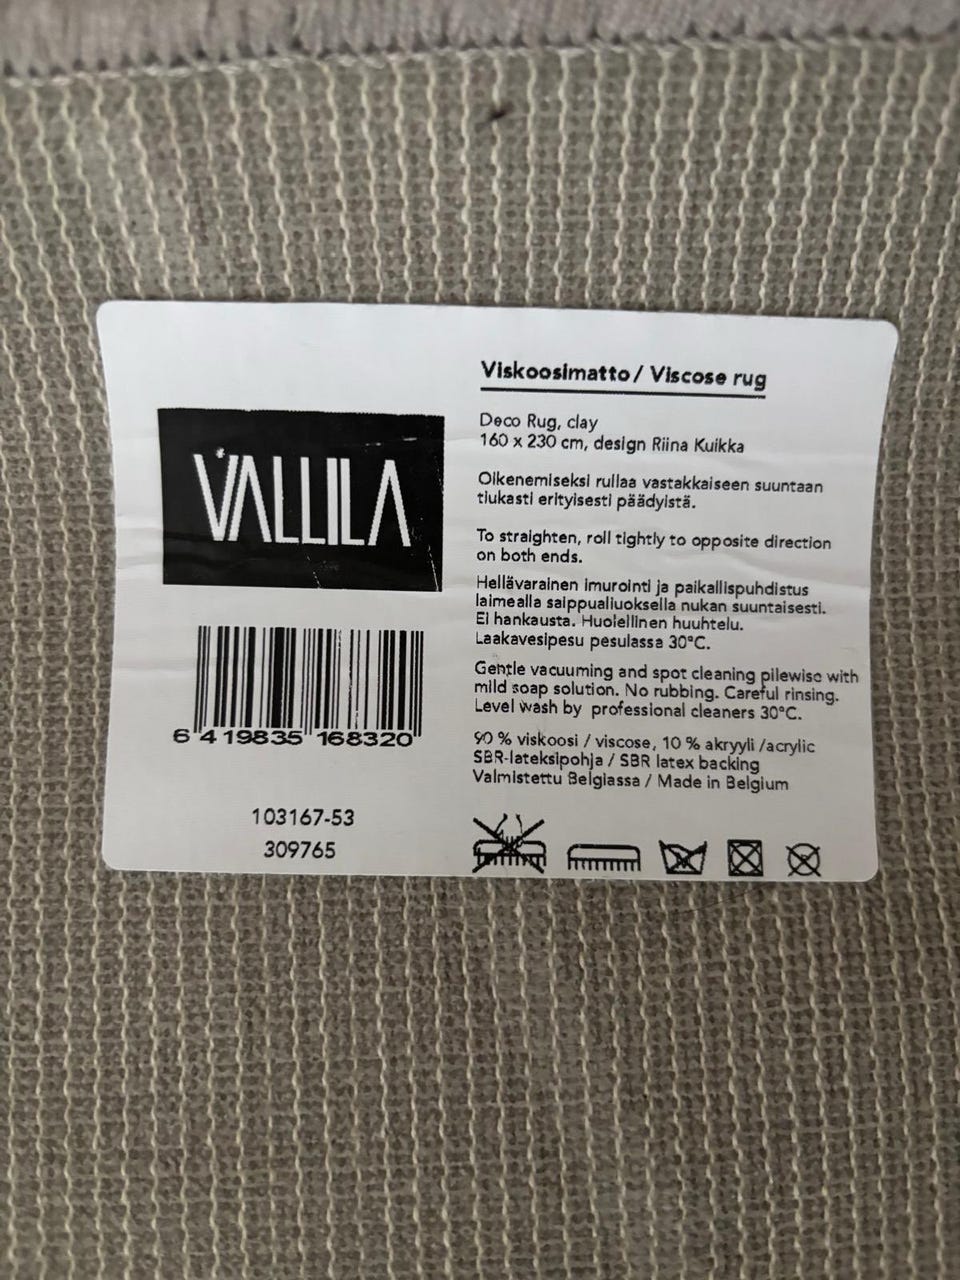 VALLILA
6 419835 168320
103167-53
309765
Viskoosimatto / Viscose rug
Deco Rug, clay
160 x 230 cm, design Riina Kuikka
Oikenemiseksi rullaa vastakkaiseen suuntaan
tiukasti erityisesti päädyistä.
To straighten, roll tightly to opposite direction
on both ends.
Hellävarainen imurointi ja paikallispuhdistus
laimealla saippualiuoksella nukan suuntaisesti.
Ei hankausta. Huolellinen huuhtelu.
Laakavesipesu pesulassa 30°C.
Gentle vacuuming and spot cleaning pilewise with
mild soap solution. No rubbing. Careful rinsing.
Level wash by professional cleaners 30°C.
90 % viskoosi / viscose, 10 % akryyli /acrylic
SBR-lateksipohja / SBR latex backing
Valmistettu Belgiassa / Made in Belgium